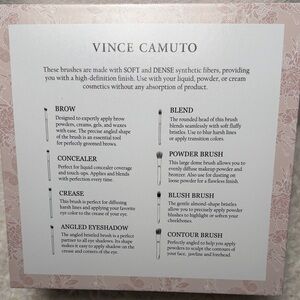 VINCE CAMUTO
These brushes are made with SOFT and DENSE synthetic fibers, providing
you with a high-definition finish. Use with your liquid, powder, or cream
cosmetics without any absorption of product.
BROW
Designed to expertly apply brow
powders, creams, gels, and waxes
with ease. The precise angled shape
of the brush is an essential tool
for perfectly groomed brows.
CONCEALER
Perfect for liquid concealer coverage
and touch-ups. Applies and blends
with perfection every time.
CREASE
This brush is perfect for diffusing
harsh lines and applying your favorite
eye color to the crease of your eye.
ANGLED EYESHADOW
The angled bristled brush is a perfect
partner to all eye shadows. Its shape
makes it easy to apply shadow and
creams in the crease of the eye.
BLEND
The rounded head of this brush
blends seamlessly with soft fluffy
bristles. Use to blur harsh lines
or apply transition colors.
POWDER BRUSH
This large dense brush allows you to
evenly diffuse makeup powder and
bronzer. Also use for dusting on
loose powder for a flawless finish.
BLUSH BRUSH
The gentle almond-shape bristles
allow you to precisely apply powder
blushes to highlight or soften your
cheekbones.
CONTOUR BRUSH
Perfectly angled to help you apply
powders to sculpt the contours of
your face, jawline and forehead